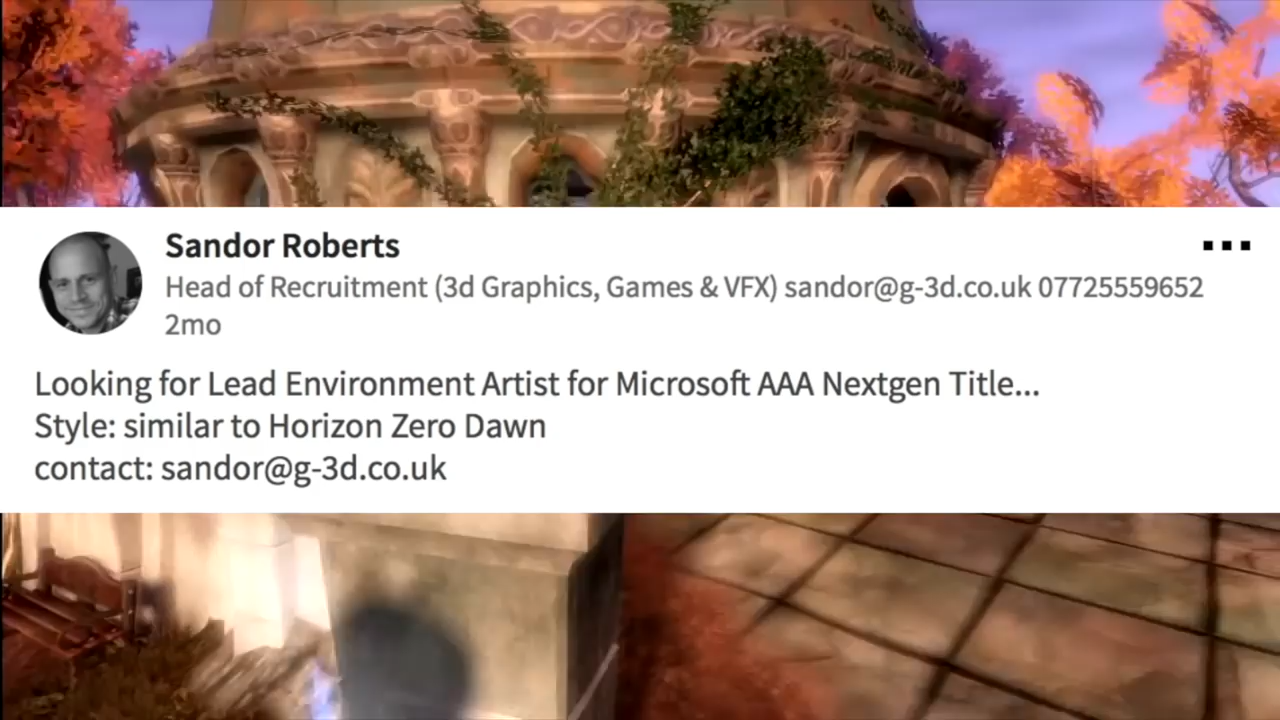 Sandor Roberts
Head of Recruitment (3d Graphics, Games & VFX) sandor@g-3d.co.uk 07725559652
2mo
Looking for Lead Environment Artist for Microsoft AAA Nextgen Title...
Style: similar to Horizon Zero Dawn
contact: sandor@g-3d.co.uk